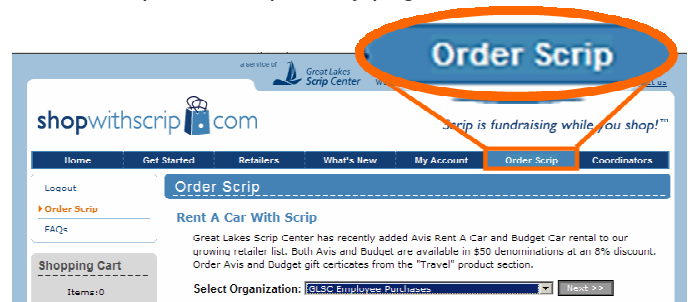 Order Scrip
a service of
Great Lakes
Scrip Center
shopwithscrip.com
Scrip is fundraising while you shop!™
Home Get Started Retailers What's New My Account Order Scrip Coordinators
Logout
Order Scrip
FAQs
Shopping Cart
Items:0
Order Scrip
Rent A Car With Scrip
Great Lakes Scrip Center has recently added Avis Rent A Car and Budget Car rental to our
growing retailer list. Both Avis and Budget are available in $50 denominations at an 8% discount.
Order Avis and Budget gift certicates from the "Travel" product section.
Select Organization: GLSC Employee Purchases Next >>